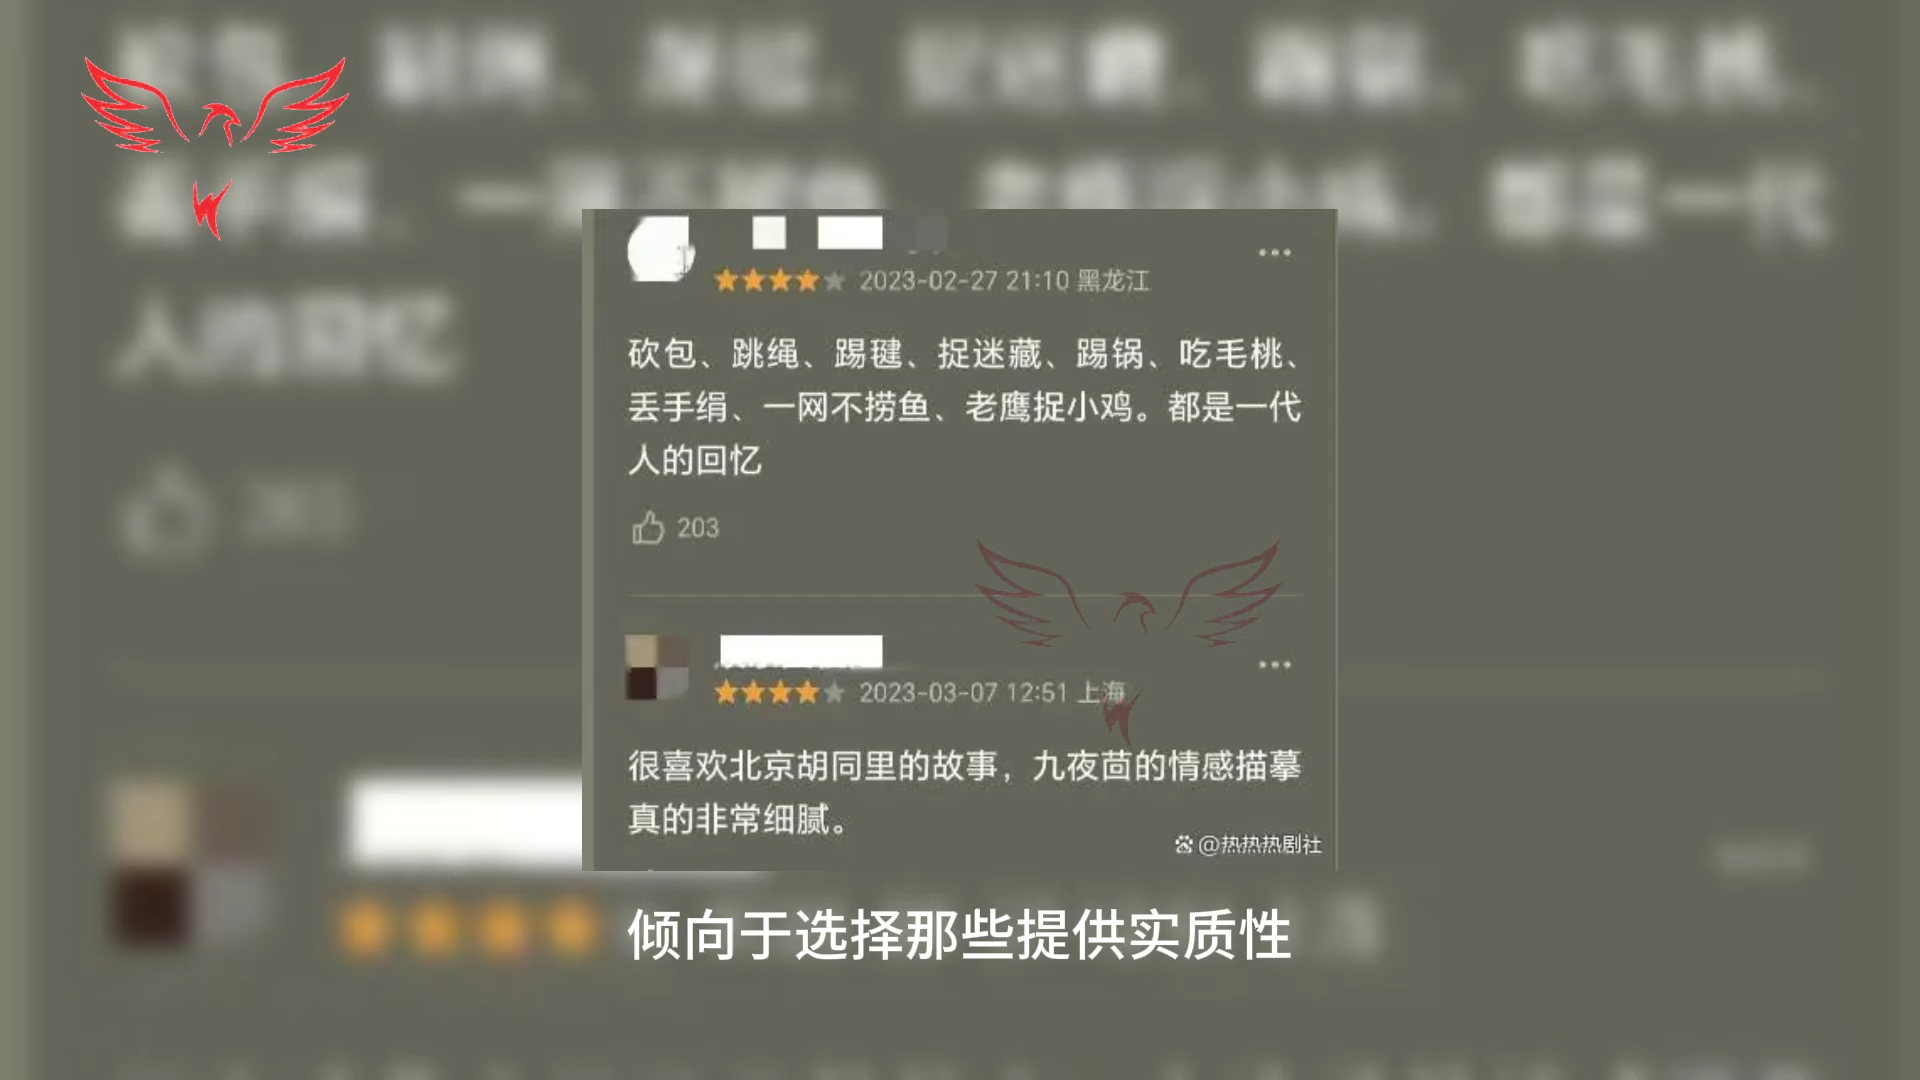 2023-02-27 21:10 黑龙江
砍包、跳绳、踢毽、捉迷藏、踢锅、吃毛桃、
丢手绢、一网不捞鱼、老鹰捉小鸡。都是一代
人的回忆
203
2023-03-07 12:51 上海
很喜欢北京胡同里的故事，九夜茴的情感描摹
真的非常细腻。
@热热热剧社
倾向于选择那些提供实质性